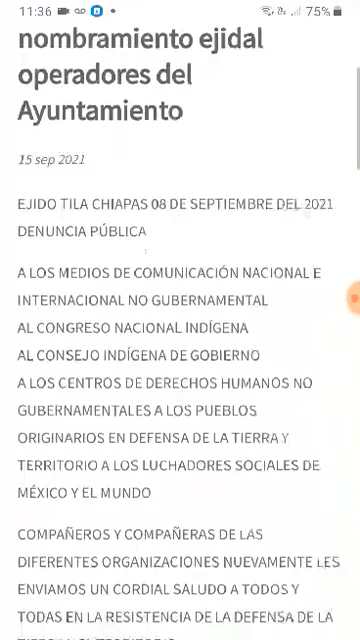 11:36
75%
nombramiento ejidal
operadores del
Ayuntamiento
15 sep 2021
EJIDO TILA CHIAPAS 08 DE SEPTIEMBRE DEL 2021
DENUNCIA PÚBLICA
A LOS MEDIOS DE COMUNICACIÓN NACIONAL E
INTERNACIONAL NO GUBERNAMENTAL
AL CONGRESO NACIONAL INDÍGENA
AL CONSEJO INDÍGENA DE GOBIERNO
A LOS CENTROS DE DERECHOS HUMANOS NO
GUBERNAMENTALES A LOS PUEBLOS
ORIGINARIOS EN DEFENSA DE LA TIERRA Y
TERRITORIO A LOS LUCHADORES SOCIALES DE
MÉXICO Y EL MUNDO
COMPAÑEROS Y COMPAÑERAS DE LAS
DIFERENTES ORGANIZACIONES NUEVAMENTE LES
ENVIAMOS UN CORDIAL SALUDO A TODOS Y
TODAS EN LA RESISTENCIA DE LA DEFENSA DE LA